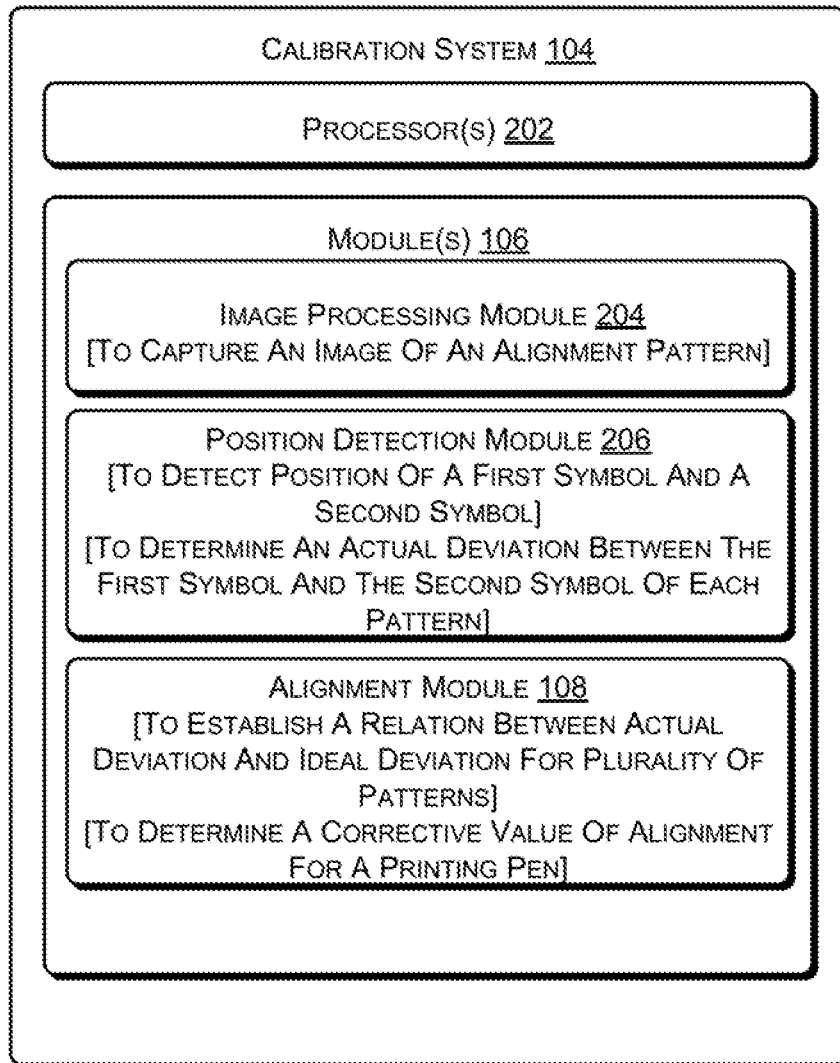 CALIBRATION SYSTEM 104
PROCESSOR(S) 202
MODULE(S) 106
IMAGE PROCESSING MODULE 204
[TO CAPTURE AN IMAGE OF AN ALIGNMENT PATTERN]
POSITION DETECTION MODULE 206
[TO DETECT POSITION OF A FIRST SYMBOL AND A
SECOND SYMBOL]
[TO DETERMINE AN ACTUAL DEVIATION BETWEEN THE
FIRST SYMBOL AND THE SECOND SYMBOL OF EACH
PATTERN]
ALIGNMENT MODULE 108
[TO ESTABLISH A RELATION BETWEEN ACTUAL
DEVIATION AND IDEAL DEVIATION FOR PLURALITY OF
PATTERNS]
[TO DETERMINE A CORRECTIVE VALUE OF ALIGNMENT
FOR A PRINTING PEN]